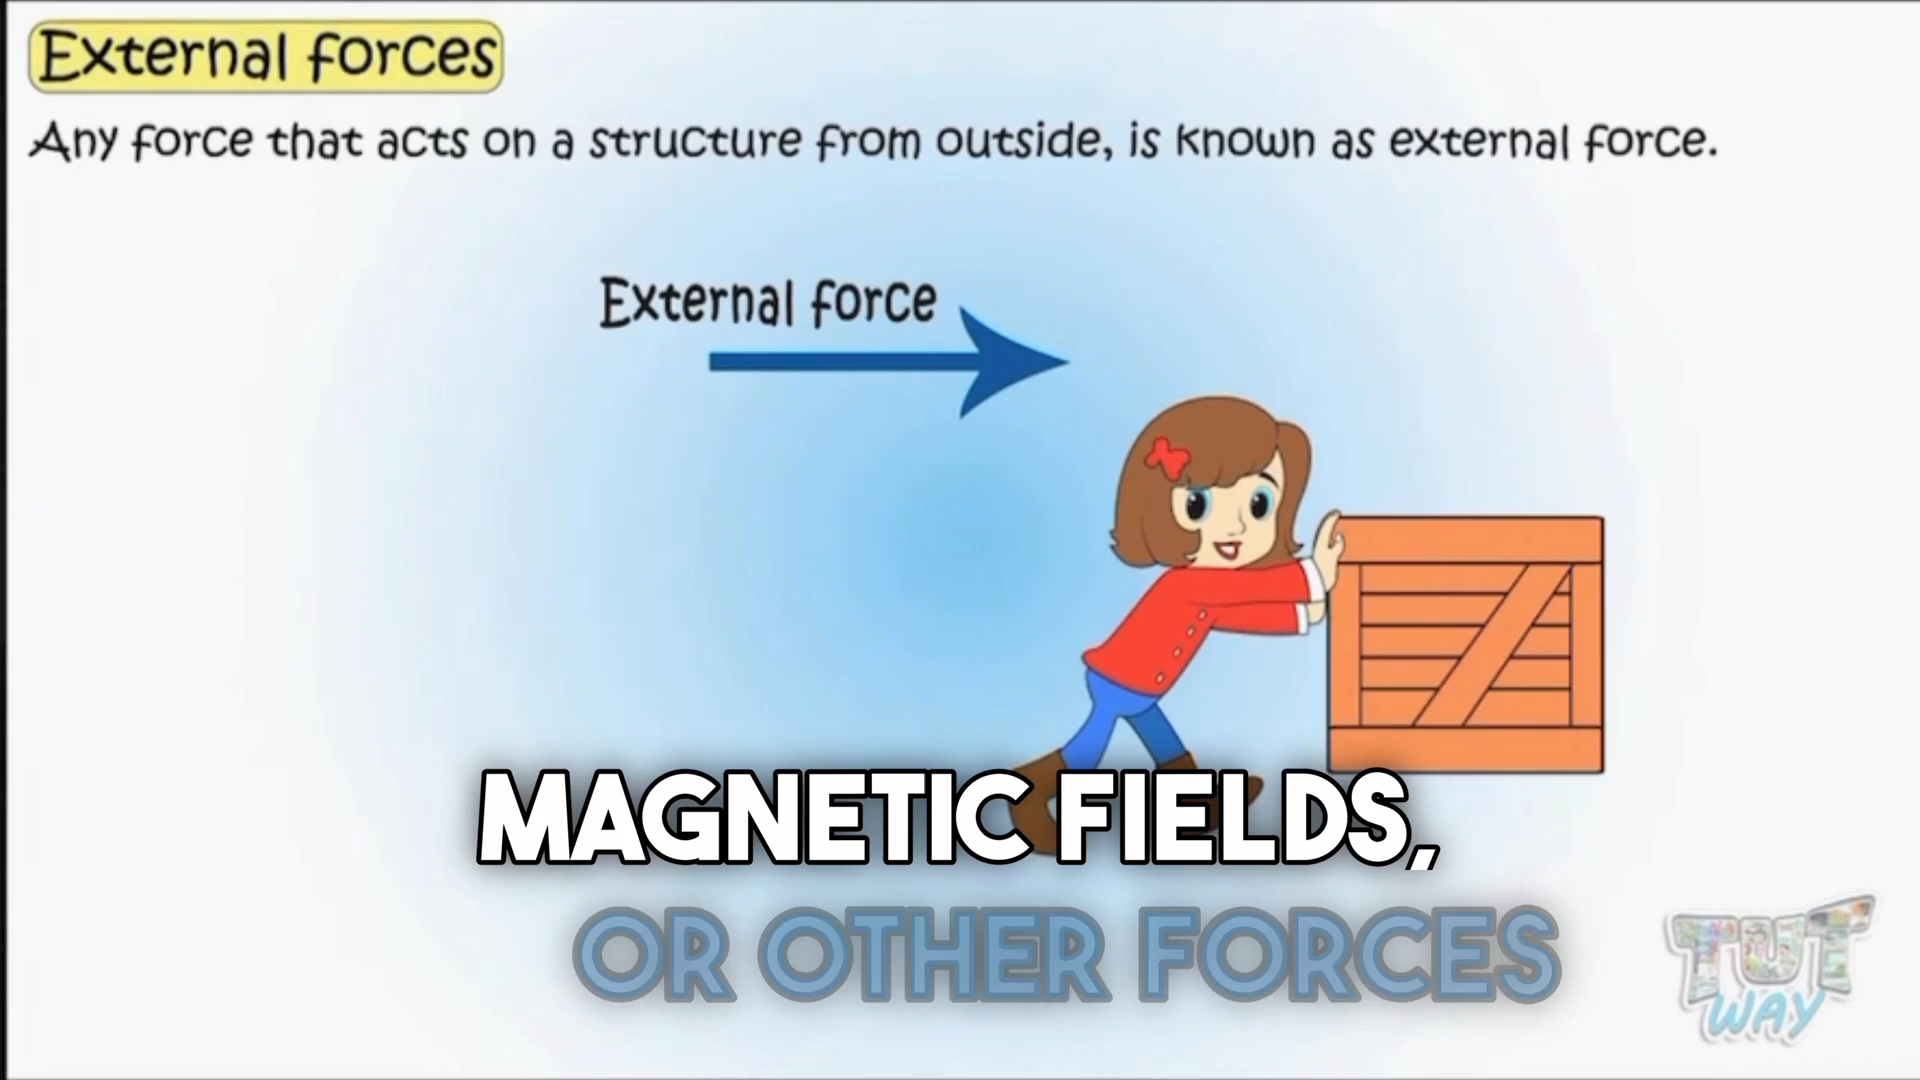 External forces
Any force that acts on a structure from outside, is known as external force.
External force
MAGNETIC FIELDS,
OR OTHER FORCES
TUT
WAY